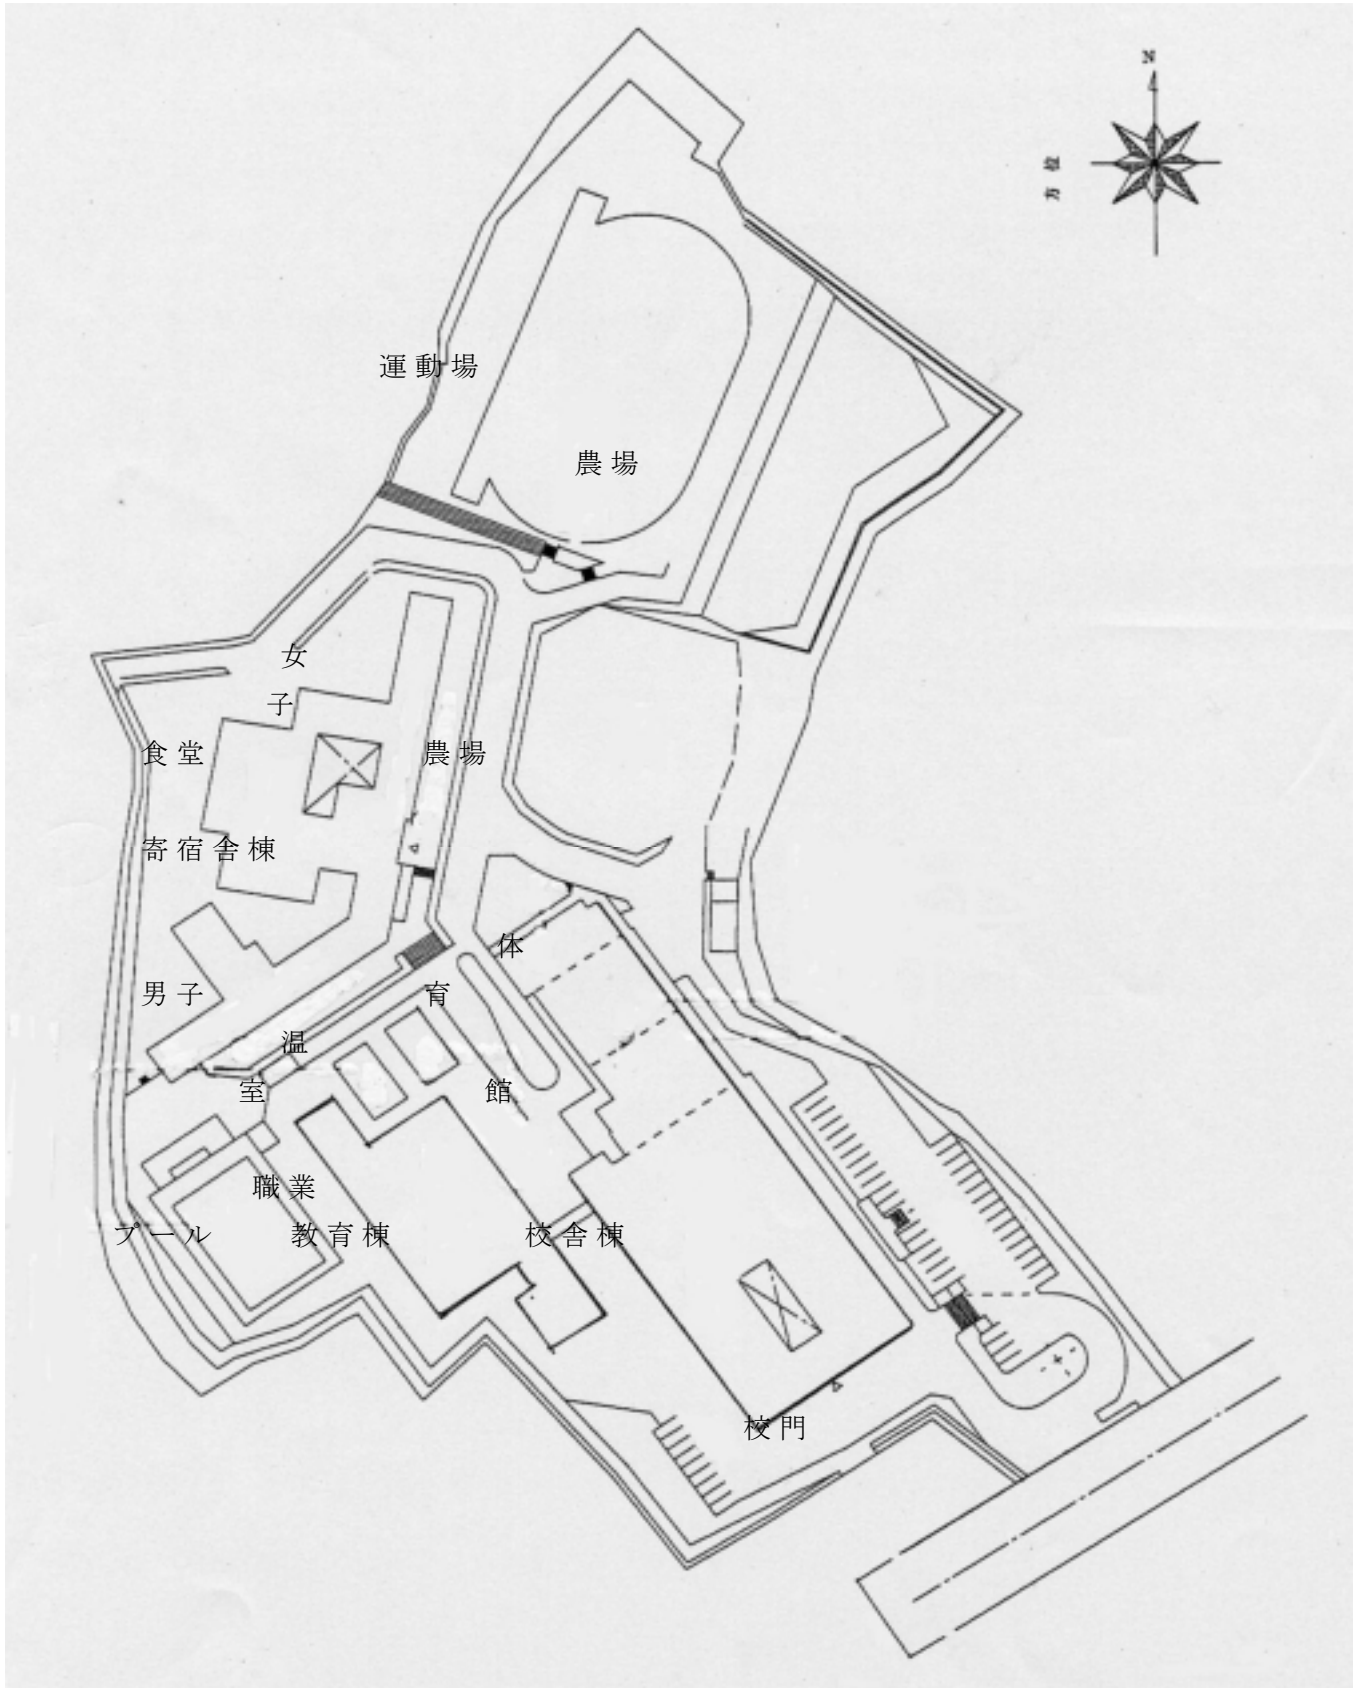 N
方位
運動場
農場
女
子
食堂
農場
寄宿舎棟
体
男子
育
温
室
館
職業
プール
教育棟
校舎棟
校門